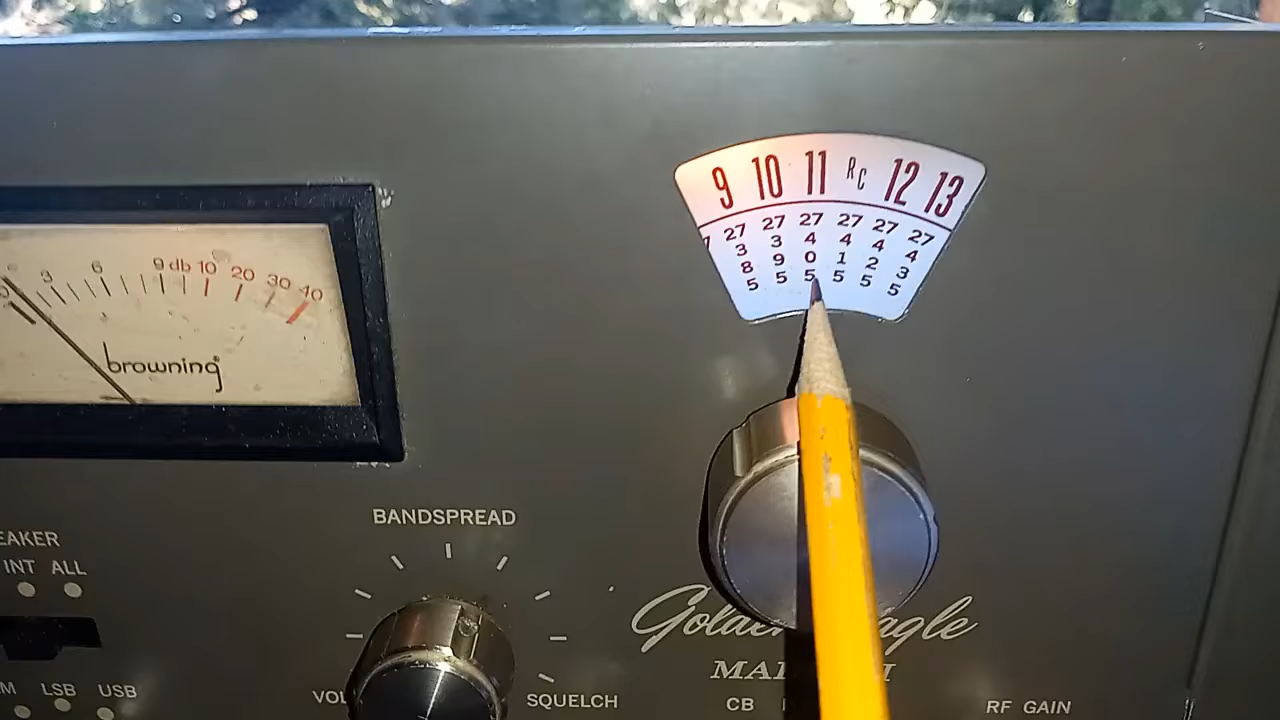 9 10 11 RC 12 13
7 27 27 27 27 27 27
3 3 4 4 4 4
8 9 0 1 2 3
5 5 5 5 5 5
3 6 9 db 10 20 30 40
browning
BANDSPREAD
EAKER
INT ALL
M LSB USB
VOL
SQUELCH
Golden Eagle
MAR
CB
RF GAIN